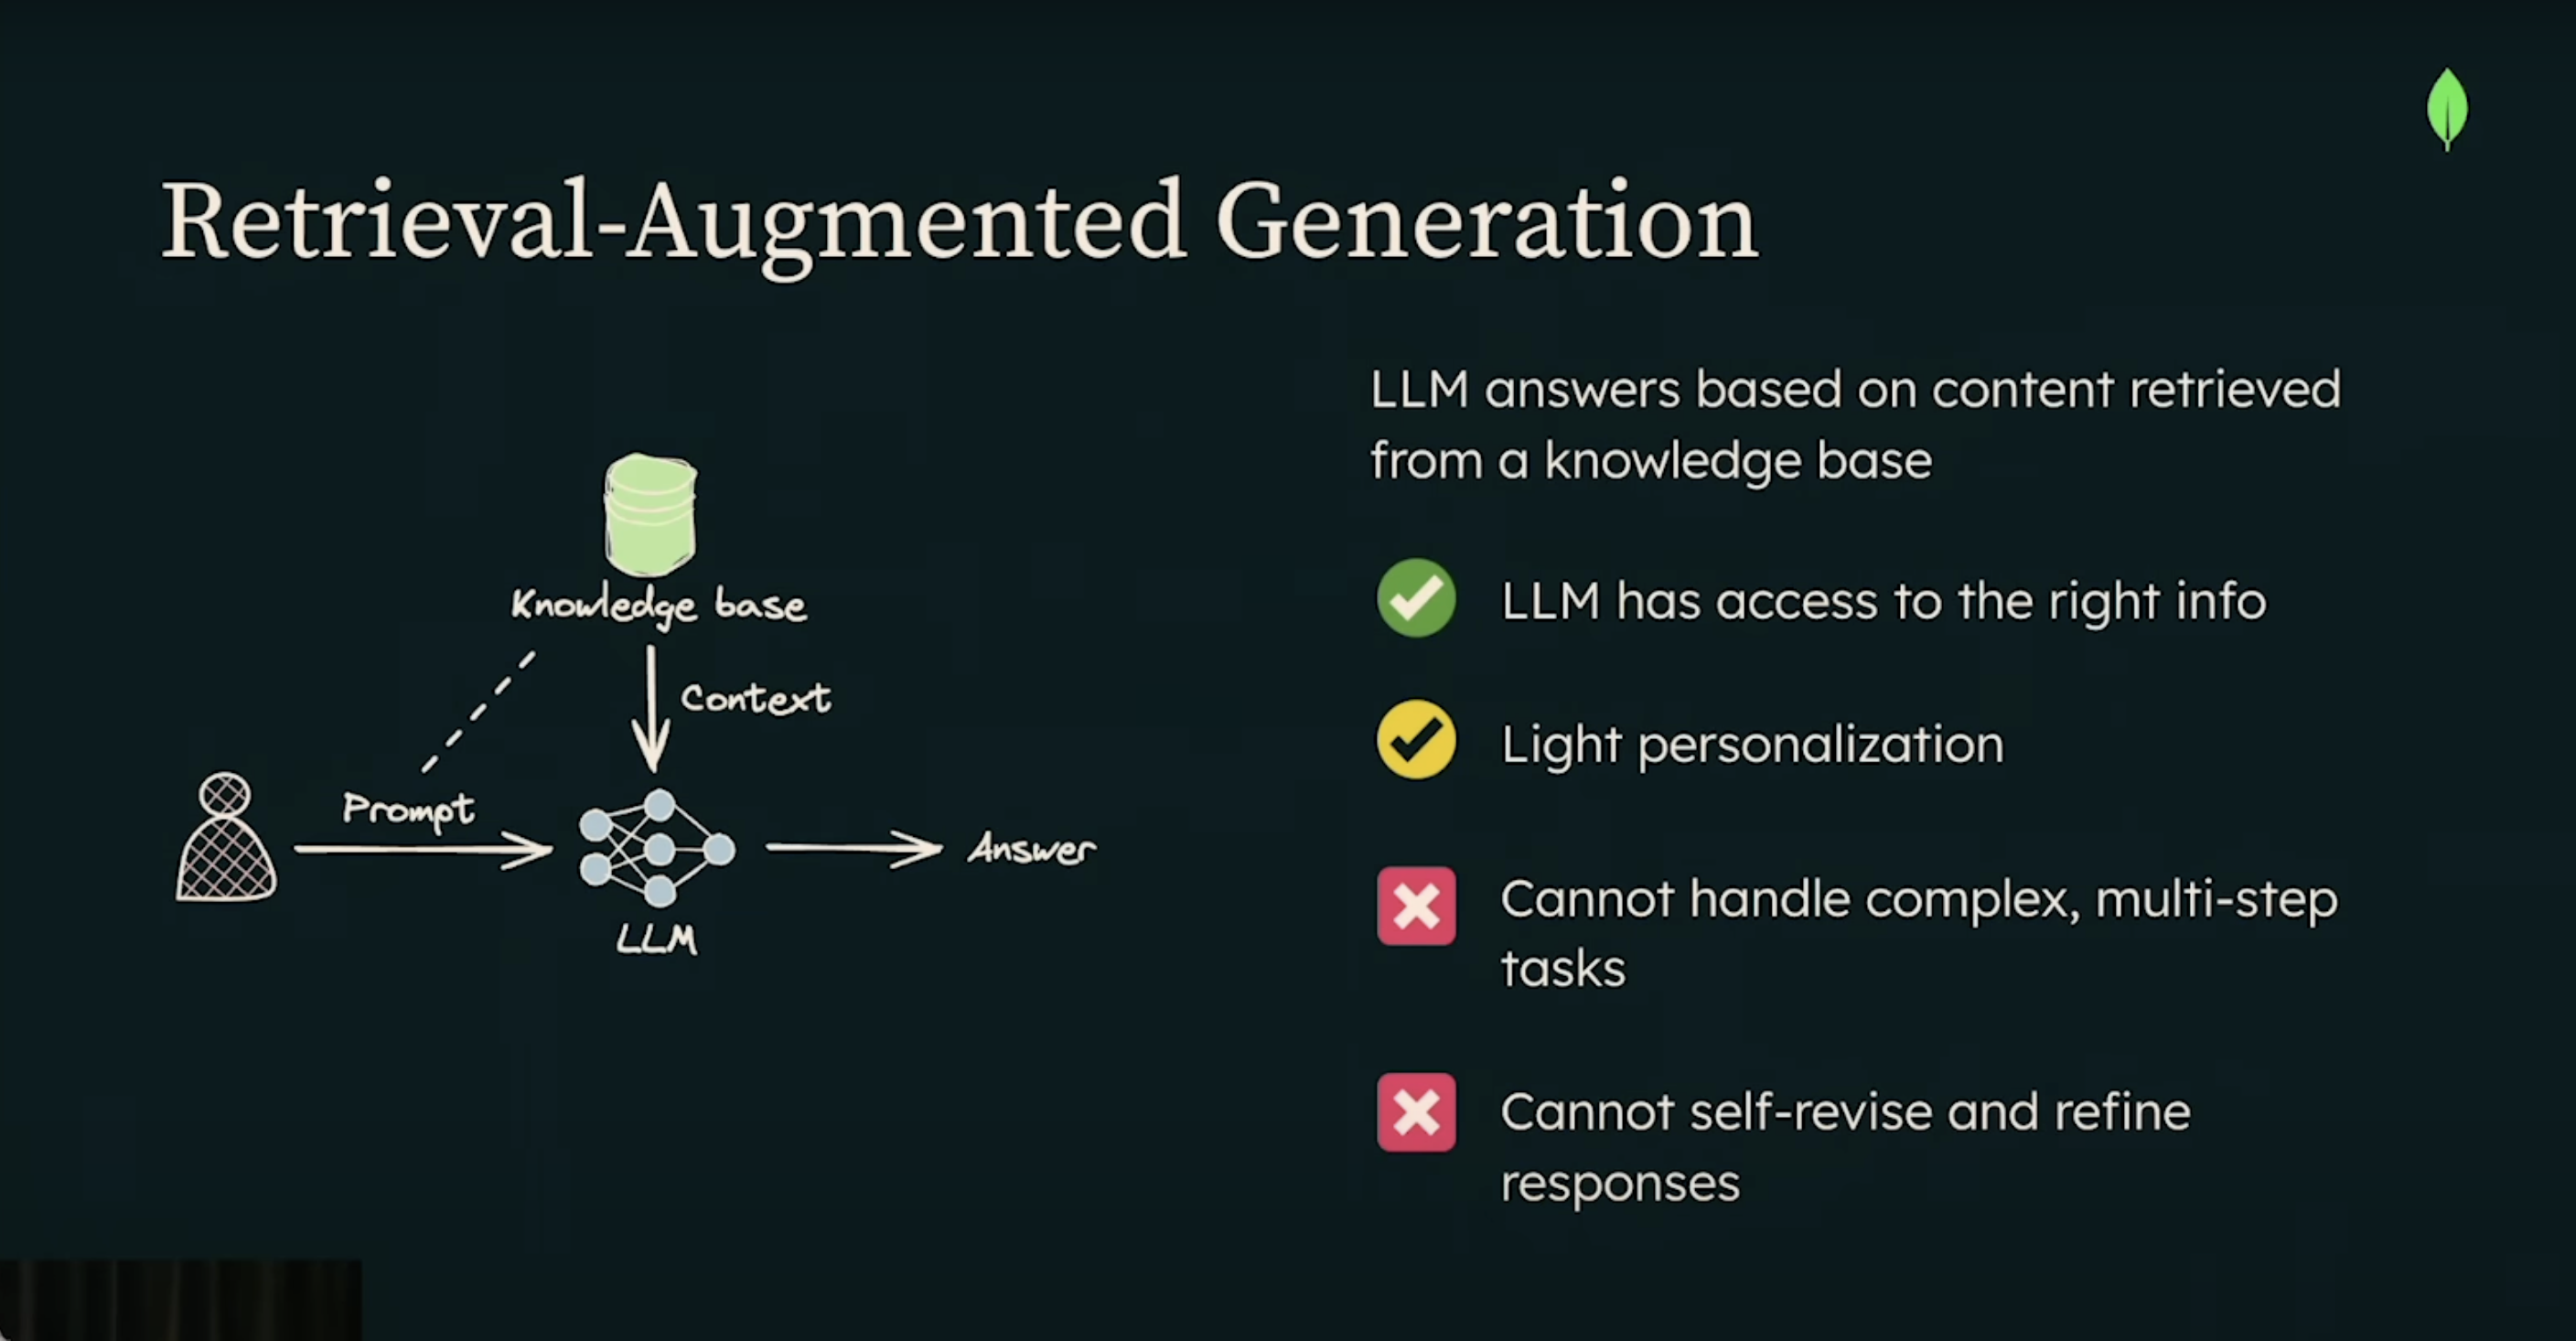 Retrieval-Augmented Generation
LLM answers based on content retrieved
from a knowledge base
Knowledge base
Context
Prompt
LLM
Answer
LLM has access to the right info
Light personalization
Cannot handle complex, multi-step
tasks
Cannot self-revise and refine
responses